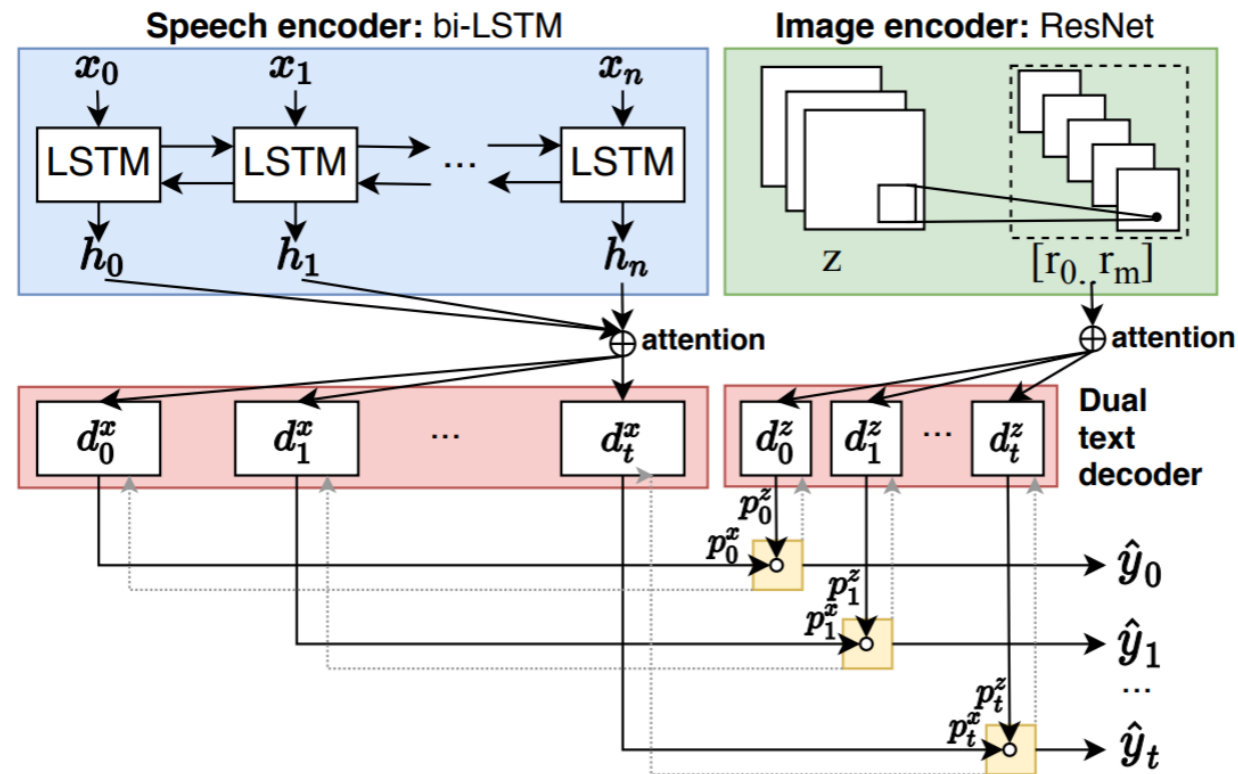 Speech encoder: bi-LSTM
x₀ x₁ xₙ
LSTM LSTM ... LSTM
h₀ h₁ hₙ
attention
Image encoder: ResNet
z
[r₀..rₘ]
attention
d₀ˣ d₁ˣ ... dₜˣ
d₀ᶻ d₁ᶻ ... dₜᶻ
Dual
text
decoder
p₀ᶻ
p₀ˣ
ŷ₀
p₁ᶻ
p₁ˣ
ŷ₁
...
pₜᶻ
pₜˣ
ŷₜ